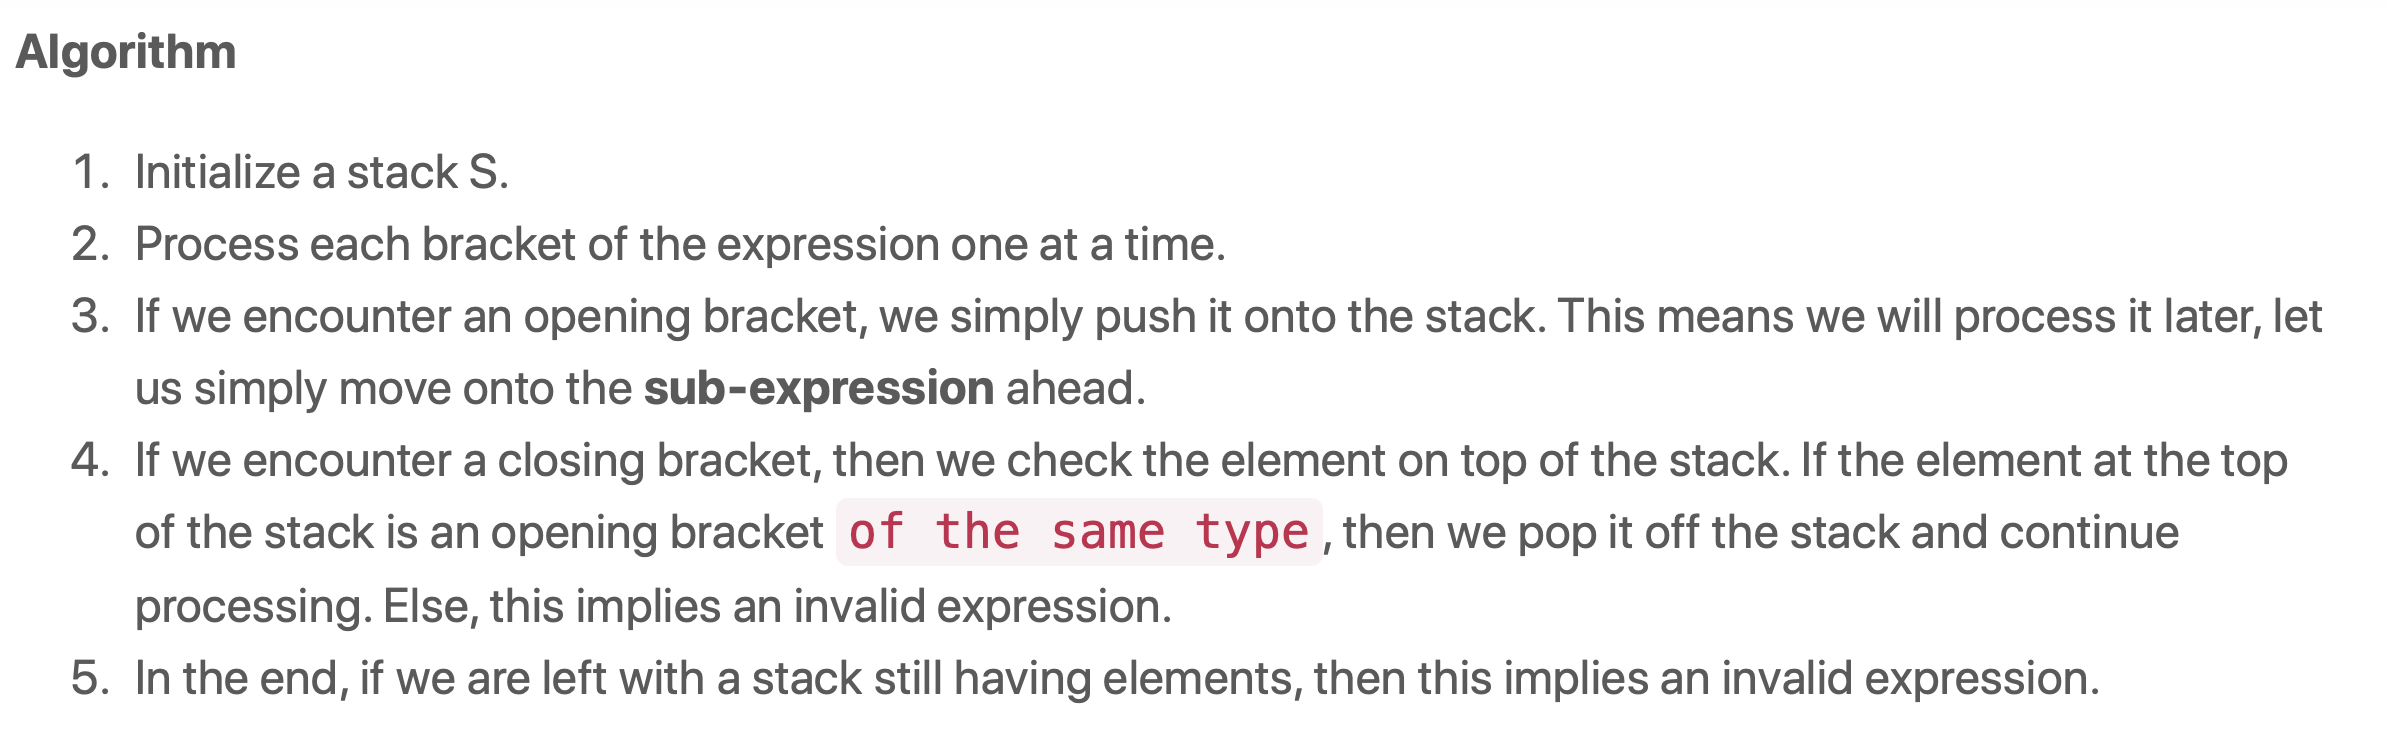 Algorithm
1. Initialize a stack S.
2. Process each bracket of the expression one at a time.
3. If we encounter an opening bracket, we simply push it onto the stack. This means we will process it later, let
us simply move onto the sub-expression ahead.
4. If we encounter a closing bracket, then we check the element on top of the stack. If the element at the top
of the stack is an opening bracket of the same type, then we pop it off the stack and continue
processing. Else, this implies an invalid expression.
5. In the end, if we are left with a stack still having elements, then this implies an invalid expression.